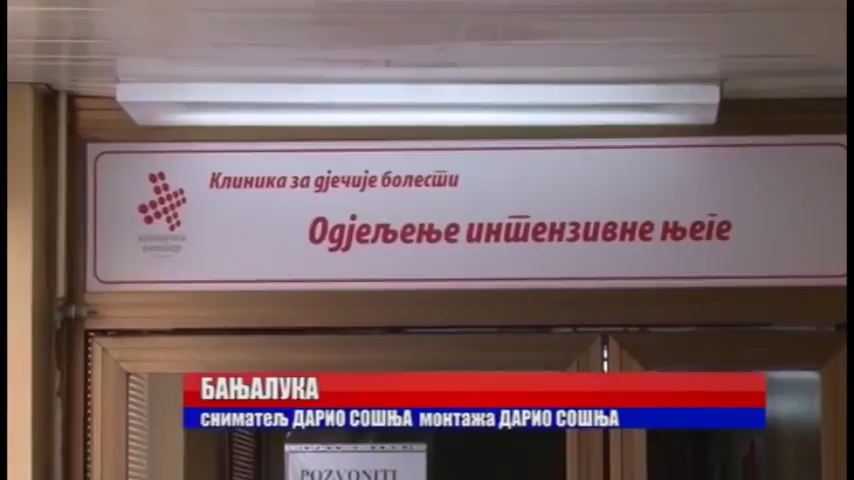 Клиника за дјечије болести
Одјељење интензивне његе
БАЊАЛУКА
сниматељ ДАРИО СОШЊА монтажа ДАРИО СОШЊА
POZVONITI